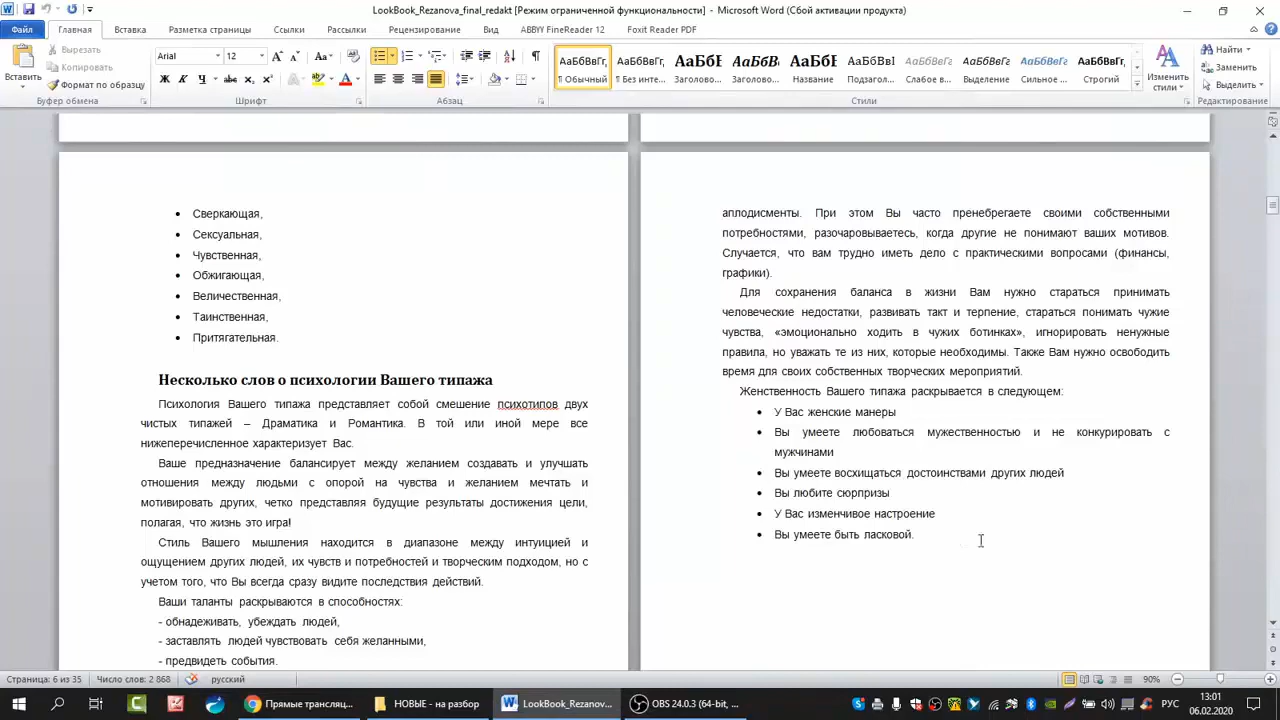 LookBook_Rezanova_final_redakt [Режим ограниченной функциональности] - Microsoft Word (Сбой активации продукта)
Файл Главная Вставка Разметка страницы Ссылки Рассылки Рецензирование Вид ABBYY FineReader 12 Foxit Reader PDF
Вставить
Вырезать
Копировать
Формат по образцу
Буфер обмена
Arial 12
Шрифт
Абзац
АаБбВвГг, АаБбВвГг, АаБбІ АаБбВ АаБбІ АаБбВвІ АаБбВвГг АаБбВвГг АаБбВвГг АаБбВвГг,
¶ Обычный ¶ Без инте... Заголово... Заголово... Название Подзагол... Слабое в... Выделение Сильное ... Строгий
Стили
Изменить стили
Найти
Заменить
Выделить
Редактирование
• Сверкающая,
• Сексуальная,
• Чувственная,
• Обжигающая,
• Величественная,
• Таинственная,
• Притягательная.
Несколько слов о психологии Вашего типажа
Психология Вашего типажа представляет собой смешение психотипов двух
чистых типажей – Драматика и Романтика. В той или иной мере все
нижеперечисленное характеризует Вас.
Ваше предназначение балансирует между желанием создавать и улучшать
отношения между людьми с опорой на чувства и желанием мечтать и
мотивировать других, четко представляя будущие результаты достижения цели,
полагая, что жизнь это игра!
Стиль Вашего мышления находится в диапазоне между интуицией и
ощущением других людей, их чувств и потребностей и творческим подходом, но с
учетом того, что Вы всегда сразу видите последствия действий.
Ваши таланты раскрываются в способностях:
- обнадеживать, убеждать людей,
- заставлять людей чувствовать себя желанными,
- предвидеть события.
аплодисменты. При этом Вы часто пренебрегаете своими собственными
потребностями, разочаровываетесь, когда другие не понимают ваших мотивов.
Случается, что вам трудно иметь дело с практическими вопросами (финансы,
графики).
Для сохранения баланса в жизни Вам нужно стараться принимать
человеческие недостатки, развивать такт и терпение, стараться понимать чужие
чувства, «эмоционально ходить в чужих ботинках», игнорировать ненужные
правила, но уважать те из них, которые необходимы. Также Вам нужно освободить
время для своих собственных творческих мероприятий.
Женственность Вашего типажа раскрывается в следующем:
• У Вас женские манеры
• Вы умеете любоваться мужественностью и не конкурировать с
мужчинами
• Вы умеете восхищаться достоинствами других людей
• Вы любите сюрпризы
• У Вас изменчивое настроение
• Вы умеете быть ласковой.
Страница: 6 из 35 Число слов: 2 868 русский 90%
Прямые трансляц... НОВЫЕ - на разбор LookBook_Rezanov... OBS 24.0.3 (64-bit, ... РУС 13:01
06.02.2020